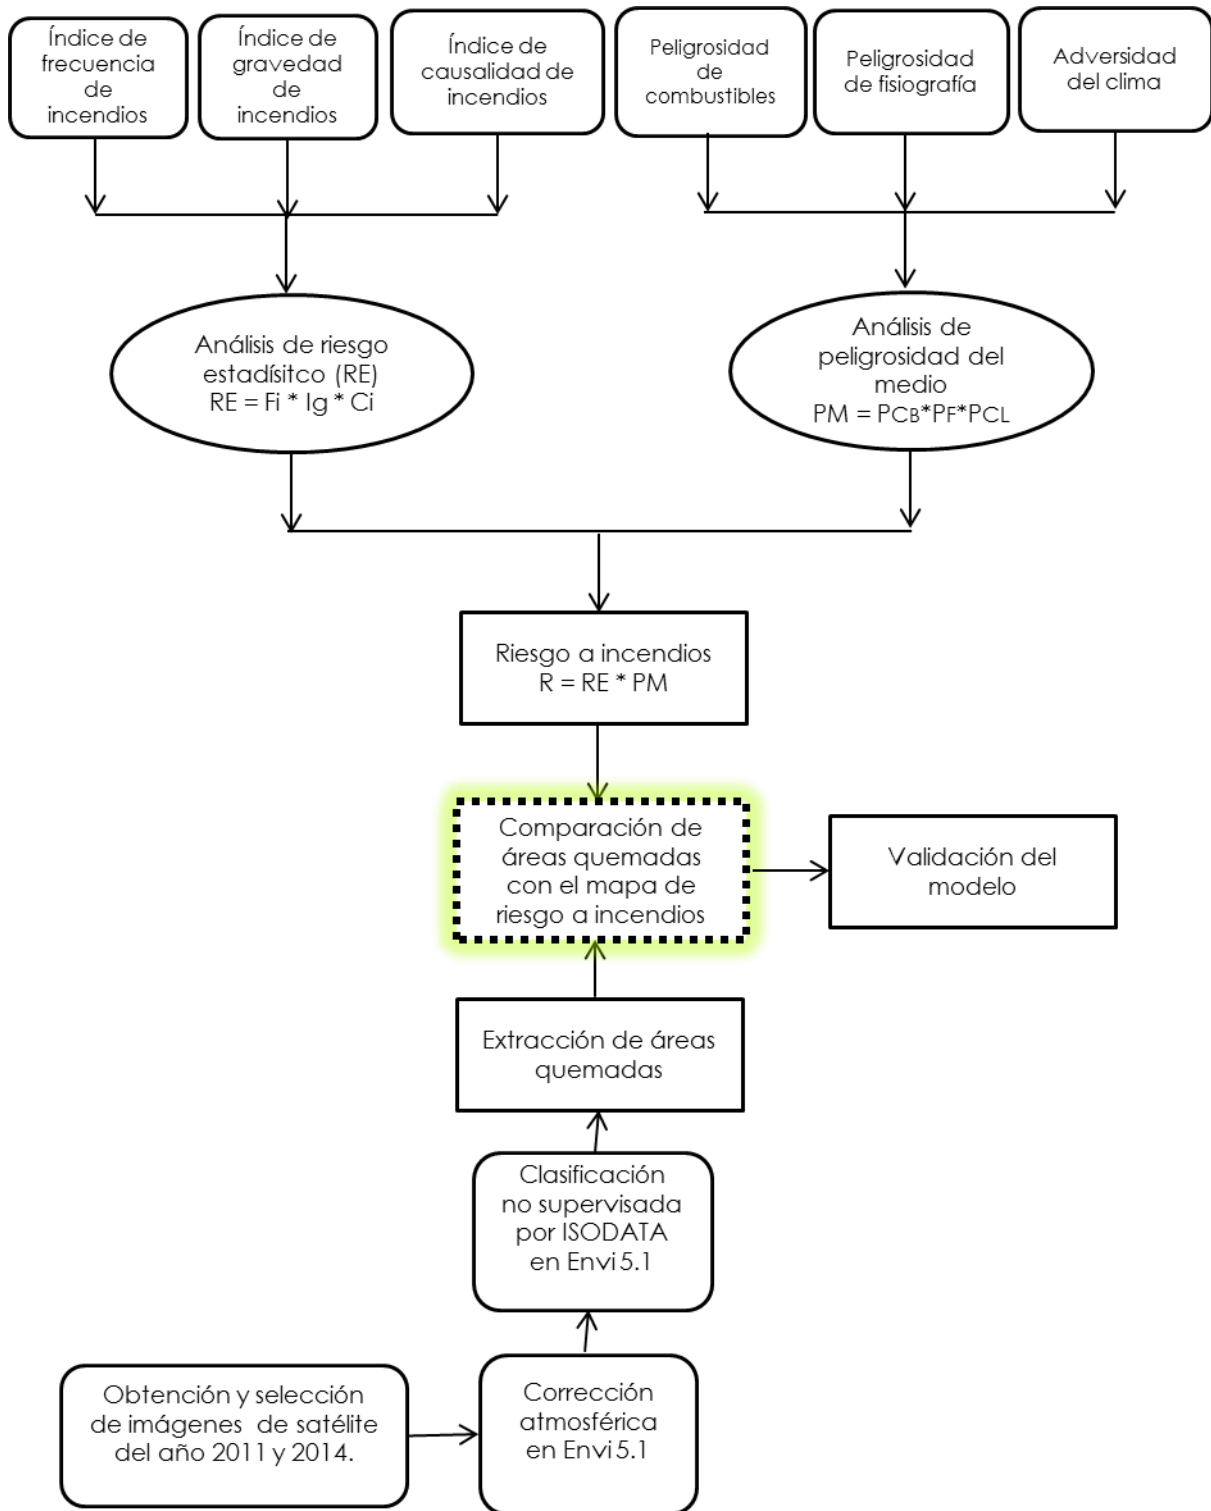 Índice de
frecuencia
de
incendios
Índice de
gravedad
de
incendios
Índice de
causalidad de
incendios
Peligrosidad
de
combustibles
Peligrosidad
de fisiografía
Adversidad
del clima
Análisis de riesgo
estadísitco (RE)
RE = Fi * Ig * Ci
Análisis de
peligrosidad del
medio
PM = PCB*PF*PCL
Riesgo a incendios
R = RE * PM
Comparación de
áreas quemadas
con el mapa de
riesgo a incendios
Validación del
modelo
Extracción de áreas
quemadas
Clasificación
no supervisada
por ISODATA
en Envi 5.1
Obtención y selección
de imágenes de satélite
del año 2011 y 2014.
Corrección
atmosférica
en Envi 5.1